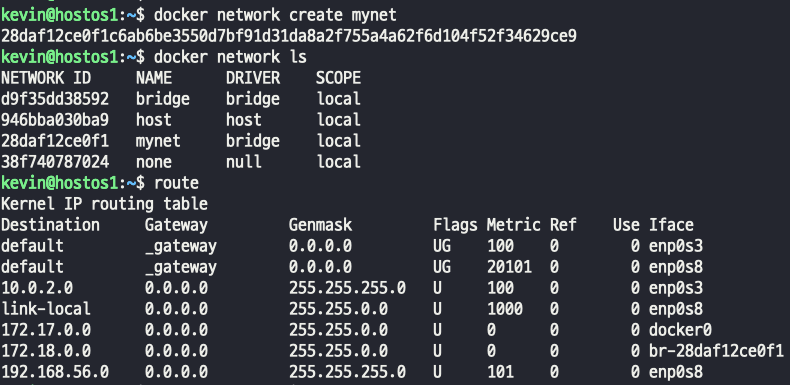 kevin@hostos1:~$ docker network create mynet
28daf12ce0f1c6ab6be3550d7bf91d31da8a2f755a4a62f6d104f52f34629ce9
kevin@hostos1:~$ docker network ls
NETWORK ID     NAME      DRIVER    SCOPE
d9f35dd38592   bridge    bridge    local
946bba030ba9   host      host      local
28daf12ce0f1   mynet     bridge    local
38f740787024   none      null      local
kevin@hostos1:~$ route
Kernel IP routing table
Destination     Gateway         Genmask         Flags Metric Ref    Use Iface
default         _gateway        0.0.0.0         UG    100    0        0 enp0s3
default         _gateway        0.0.0.0         UG    20101  0        0 enp0s8
10.0.2.0        0.0.0.0         255.255.255.0   U     100    0        0 enp0s3
link-local      0.0.0.0         255.255.0.0     U     1000   0        0 enp0s8
172.17.0.0      0.0.0.0         255.255.0.0     U     0      0        0 docker0
172.18.0.0      0.0.0.0         255.255.0.0     U     0      0        0 br-28daf12ce0f1
192.168.56.0    0.0.0.0         255.255.255.0   U     101    0        0 enp0s8